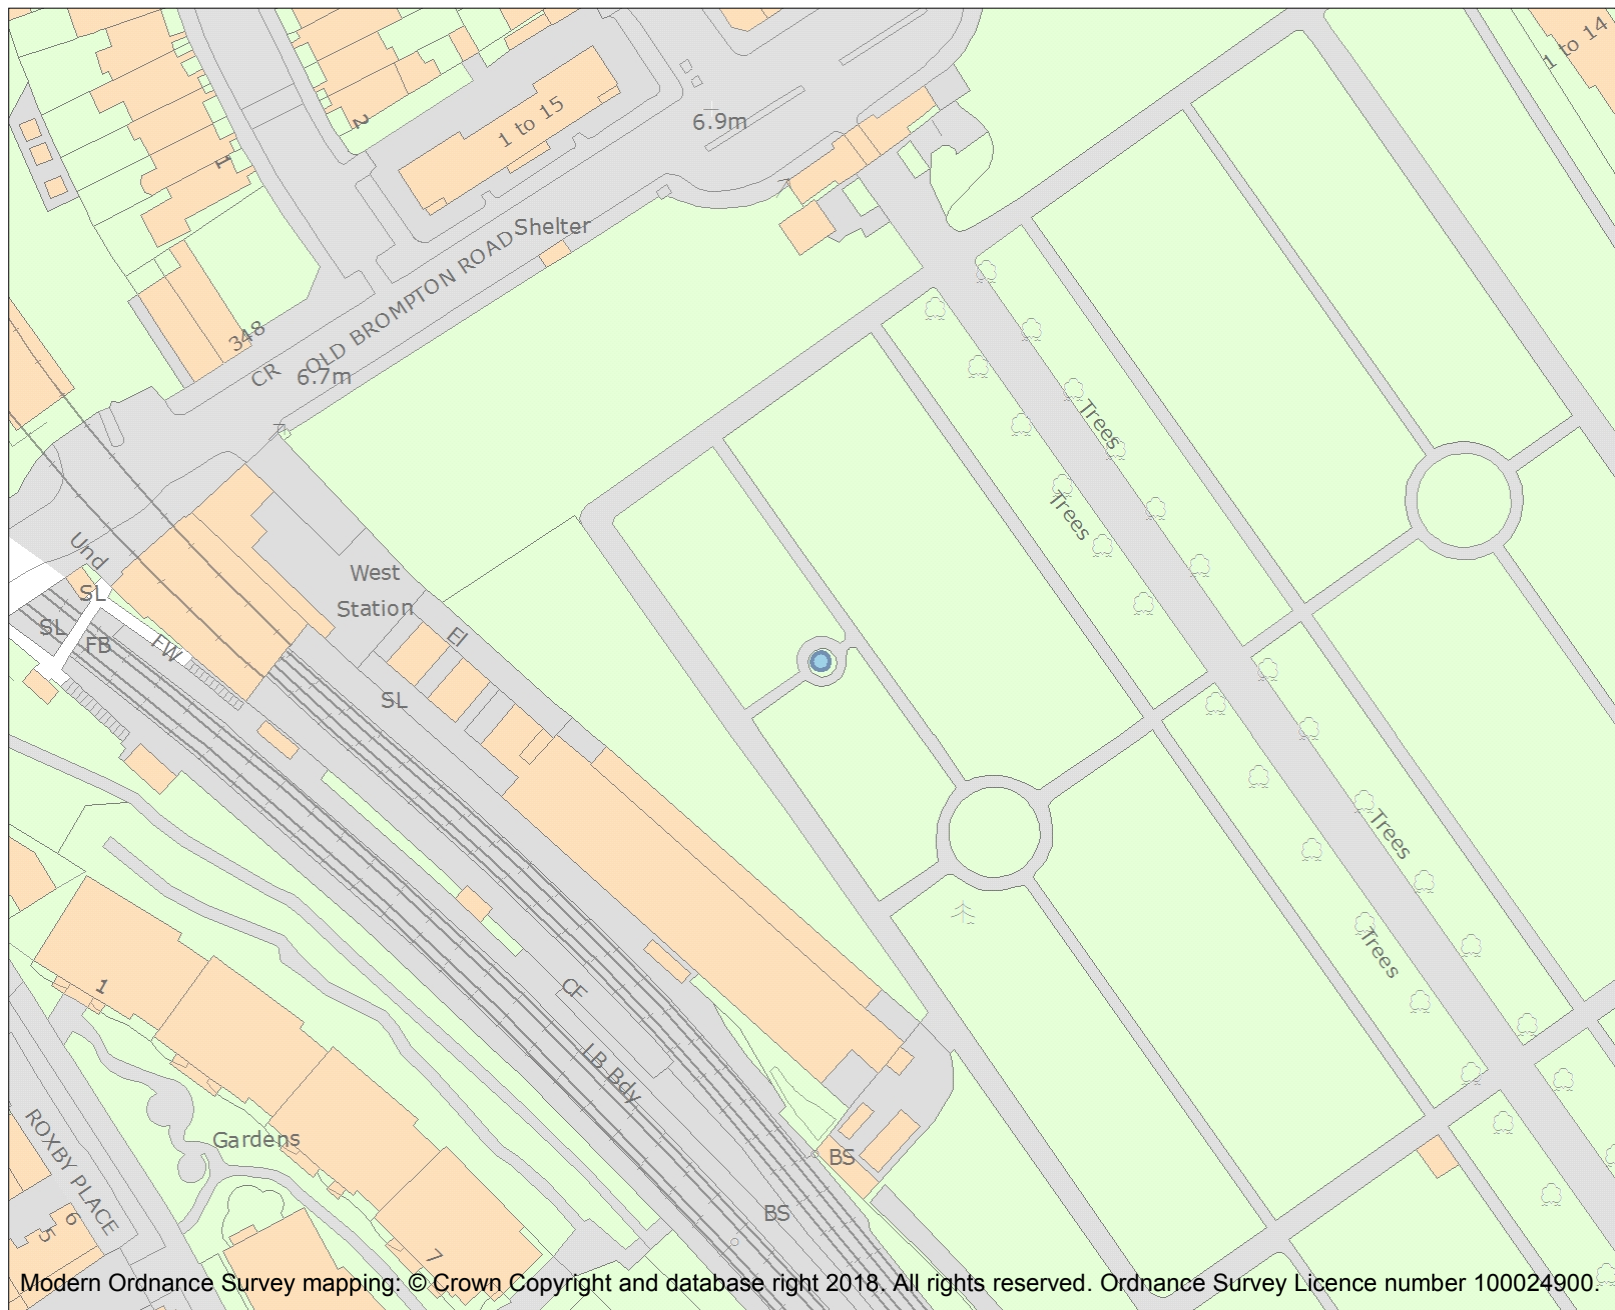 1 to 14
2
1 to 15
6.9m
1
Shelter
OLD BROMPTON ROAD
348
CR
6.7m
Trees
Trees
Und
SL
West
Station
SL
FB
FW
El
SL
Trees
Trees
1
CF
LB Bdy
ROXBY PLACE
Gardens
BS
BS
6
5
7
Modern Ordnance Survey mapping: © Crown Copyright and database right 2018. All rights reserved. Ordnance Survey Licence number 100024900.